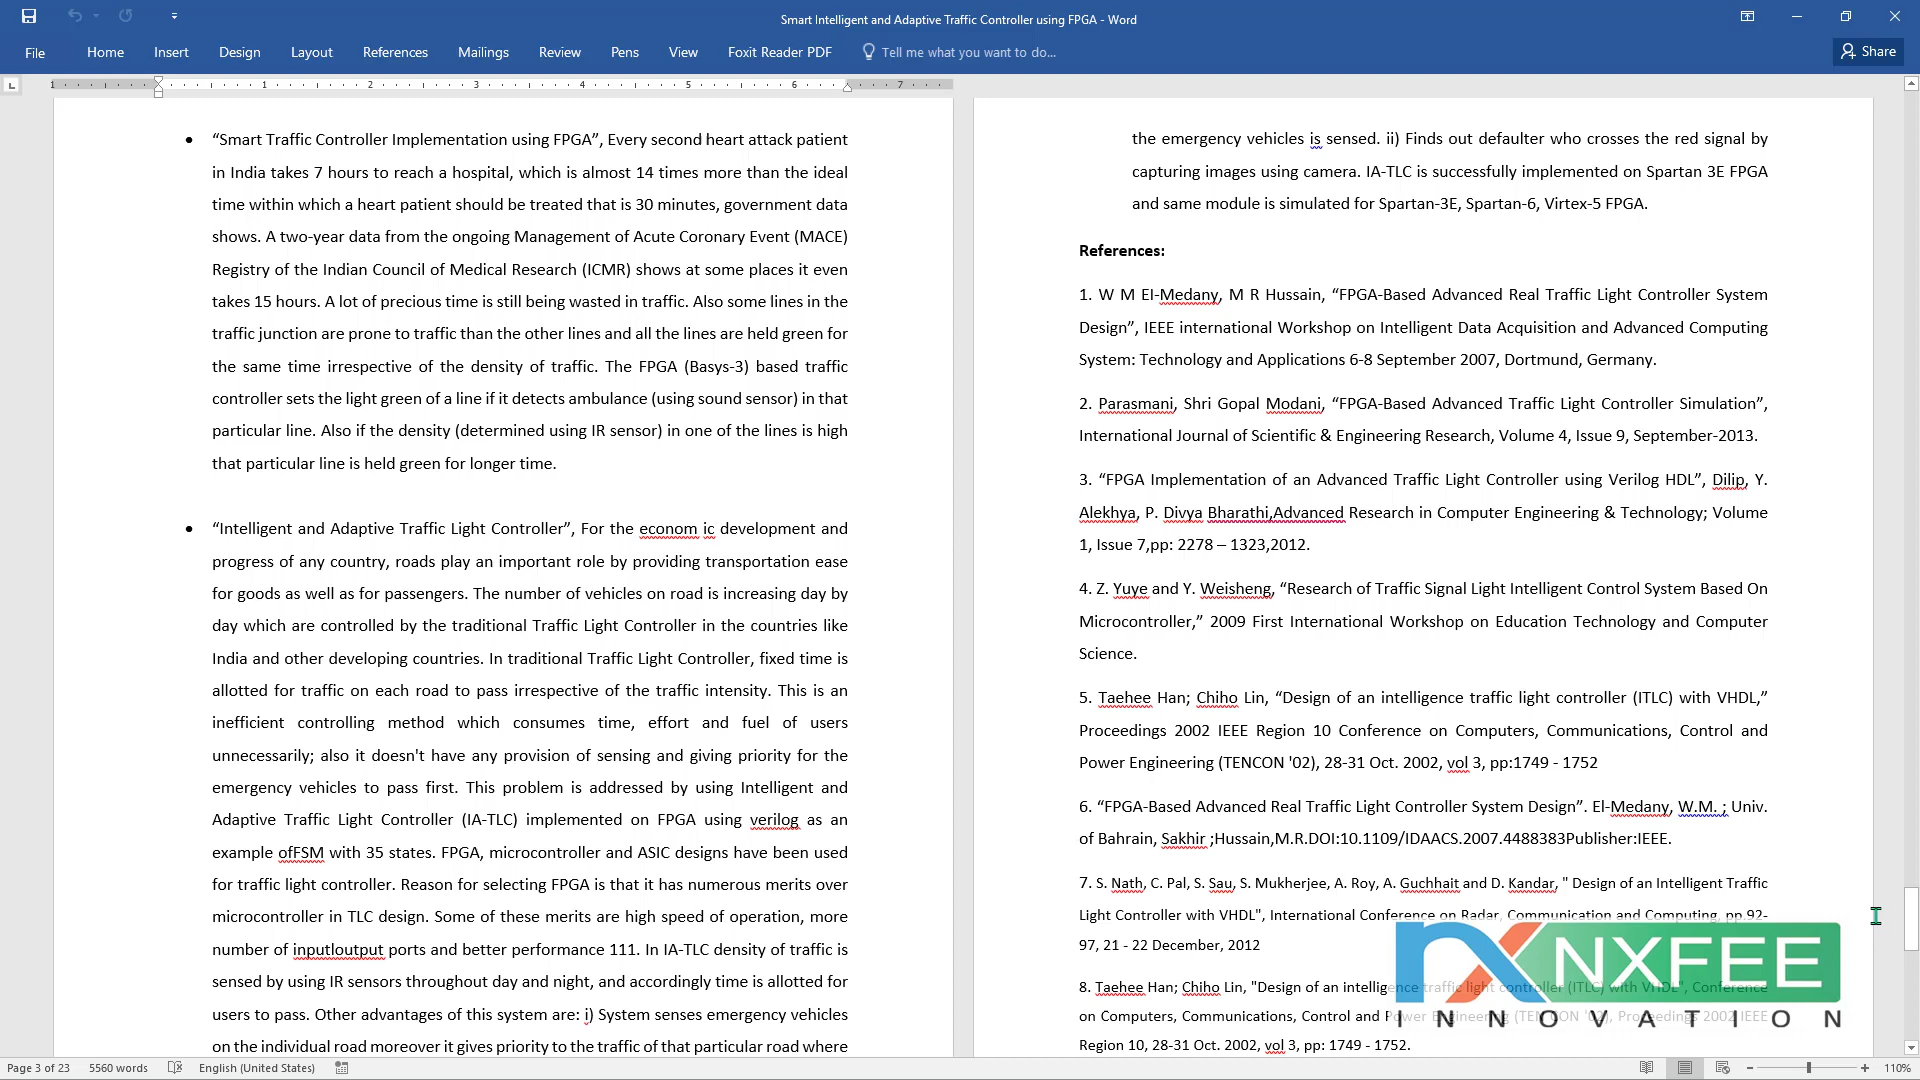 Smart Intelligent and Adaptive Traffic Controller using FPGA - Word
File Home Insert Design Layout References Mailings Review Pens View Foxit Reader PDF Tell me what you want to do... Share
1 1 2 3 4 5 6 7
• “Smart Traffic Controller Implementation using FPGA”, Every second heart attack patient
in India takes 7 hours to reach a hospital, which is almost 14 times more than the ideal
time within which a heart patient should be treated that is 30 minutes, government data
shows. A two-year data from the ongoing Management of Acute Coronary Event (MACE)
Registry of the Indian Council of Medical Research (ICMR) shows at some places it even
takes 15 hours. A lot of precious time is still being wasted in traffic. Also some lines in the
traffic junction are prone to traffic than the other lines and all the lines are held green for
the same time irrespective of the density of traffic. The FPGA (Basys-3) based traffic
controller sets the light green of a line if it detects ambulance (using sound sensor) in that
particular line. Also if the density (determined using IR sensor) in one of the lines is high
that particular line is held green for longer time.
• “Intelligent and Adaptive Traffic Light Controller”, For the econom ic development and
progress of any country, roads play an important role by providing transportation ease
for goods as well as for passengers. The number of vehicles on road is increasing day by
day which are controlled by the traditional Traffic Light Controller in the countries like
India and other developing countries. In traditional Traffic Light Controller, fixed time is
allotted for traffic on each road to pass irrespective of the traffic intensity. This is an
inefficient controlling method which consumes time, effort and fuel of users
unnecessarily; also it doesn't have any provision of sensing and giving priority for the
emergency vehicles to pass first. This problem is addressed by using Intelligent and
Adaptive Traffic Light Controller (IA-TLC) implemented on FPGA using verilog as an
example ofFSM with 35 states. FPGA, microcontroller and ASIC designs have been used
for traffic light controller. Reason for selecting FPGA is that it has numerous merits over
microcontroller in TLC design. Some of these merits are high speed of operation, more
number of inputloutput ports and better performance 111. In IA-TLC density of traffic is
sensed by using IR sensors throughout day and night, and accordingly time is allotted for
users to pass. Other advantages of this system are: i) System senses emergency vehicles
on the individual road moreover it gives priority to the traffic of that particular road where
the emergency vehicles is sensed. ii) Finds out defaulter who crosses the red signal by
capturing images using camera. IA-TLC is successfully implemented on Spartan 3E FPGA
and same module is simulated for Spartan-3E, Spartan-6, Virtex-5 FPGA.
References:
1. W M EI-Medany, M R Hussain, “FPGA-Based Advanced Real Traffic Light Controller System
Design”, IEEE international Workshop on Intelligent Data Acquisition and Advanced Computing
System: Technology and Applications 6-8 September 2007, Dortmund, Germany.
2. Parasmani, Shri Gopal Modani, “FPGA-Based Advanced Traffic Light Controller Simulation”,
International Journal of Scientific & Engineering Research, Volume 4, Issue 9, September-2013.
3. “FPGA Implementation of an Advanced Traffic Light Controller using Verilog HDL”, Dilip, Y.
Alekhya, P. Divya Bharathi,Advanced Research in Computer Engineering & Technology; Volume
1, Issue 7,pp: 2278 – 1323,2012.
4. Z. Yuye and Y. Weisheng, “Research of Traffic Signal Light Intelligent Control System Based On
Microcontroller,” 2009 First International Workshop on Education Technology and Computer
Science.
5. Taehee Han; Chiho Lin, “Design of an intelligence traffic light controller (ITLC) with VHDL,”
Proceedings 2002 IEEE Region 10 Conference on Computers, Communications, Control and
Power Engineering (TENCON '02), 28-31 Oct. 2002, vol 3, pp:1749 - 1752
6. “FPGA-Based Advanced Real Traffic Light Controller System Design”. El-Medany, W.M. ; Univ.
of Bahrain, Sakhir ;Hussain,M.R.DOI:10.1109/IDAACS.2007.4488383Publisher:IEEE.
7. S. Nath, C. Pal, S. Sau, S. Mukherjee, A. Roy, A. Guchhait and D. Kandar, " Design of an Intelligent Traffic
Light Controller with VHDL", International Conference on Radar, Communication and Computing, pp.92-
97, 21 - 22 December, 2012
8. Taehee Han; Chiho Lin, "Design of an intelligence traffic light controller (ITLC) with VHDL", Conference
on Computers, Communications, Control and Power Engineering (TEN CON '02), Proceedings 2002 IEEE
Region 10, 28-31 Oct. 2002, vol 3, pp: 1749 - 1752.
NXFEE
INNOVATION
Page 3 of 23 5560 words English (United States) 110%